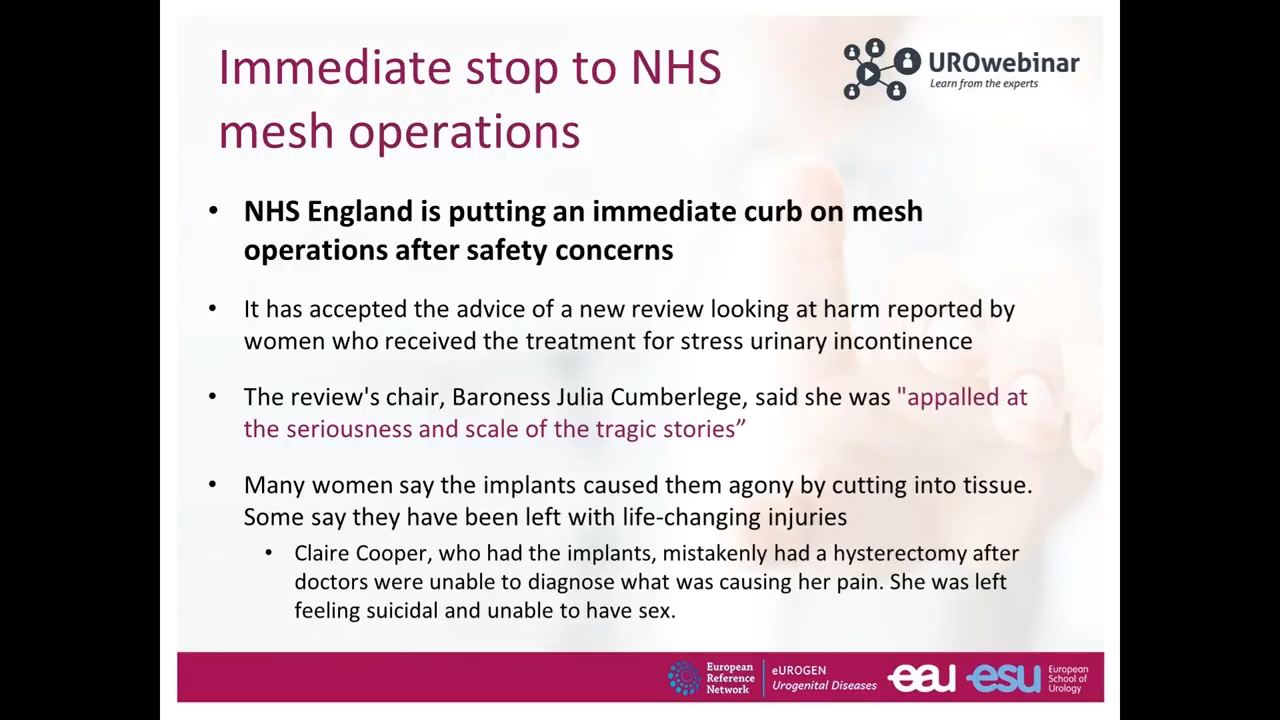 Immediate stop to NHS
mesh operations
UROwebinar
Learn from the experts
• NHS England is putting an immediate curb on mesh
operations after safety concerns
• It has accepted the advice of a new review looking at harm reported by
women who received the treatment for stress urinary incontinence
• The review's chair, Baroness Julia Cumberlege, said she was "appalled at
the seriousness and scale of the tragic stories”
• Many women say the implants caused them agony by cutting into tissue.
Some say they have been left with life-changing injuries
• Claire Cooper, who had the implants, mistakenly had a hysterectomy after
doctors were unable to diagnose what was causing her pain. She was left
feeling suicidal and unable to have sex.
European
Reference
Network
eUROGEN
Urogenital Diseases
eau
esu
European
School of
Urology